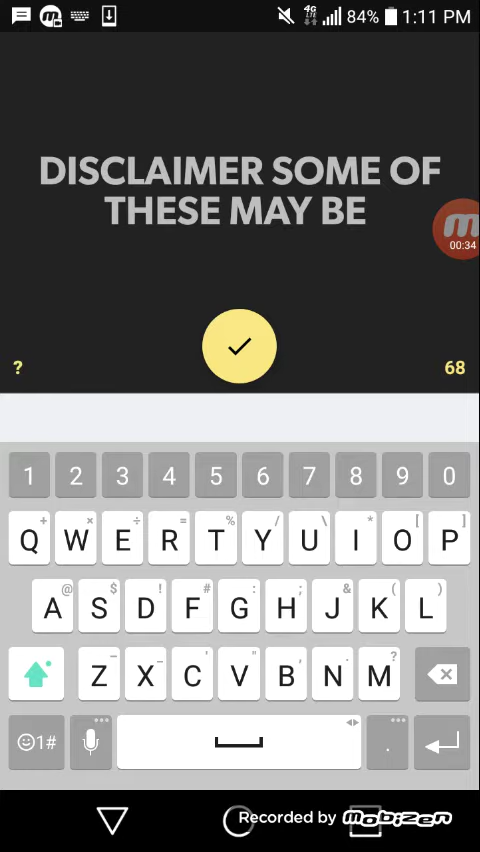 4G LTE 84% 1:11 PM
DISCLAIMER SOME OF
THESE MAY BE
00:34
? 68
1 2 3 4 5 6 7 8 9 0
+ × ÷ = % / \ * [ ]
Q W E R T Y U I O P
@ $ ! # : ; & ( )
A S D F G H J K L
_ - ' " , . ?
Z X C V B N M
1# .
Recorded by Mobizen